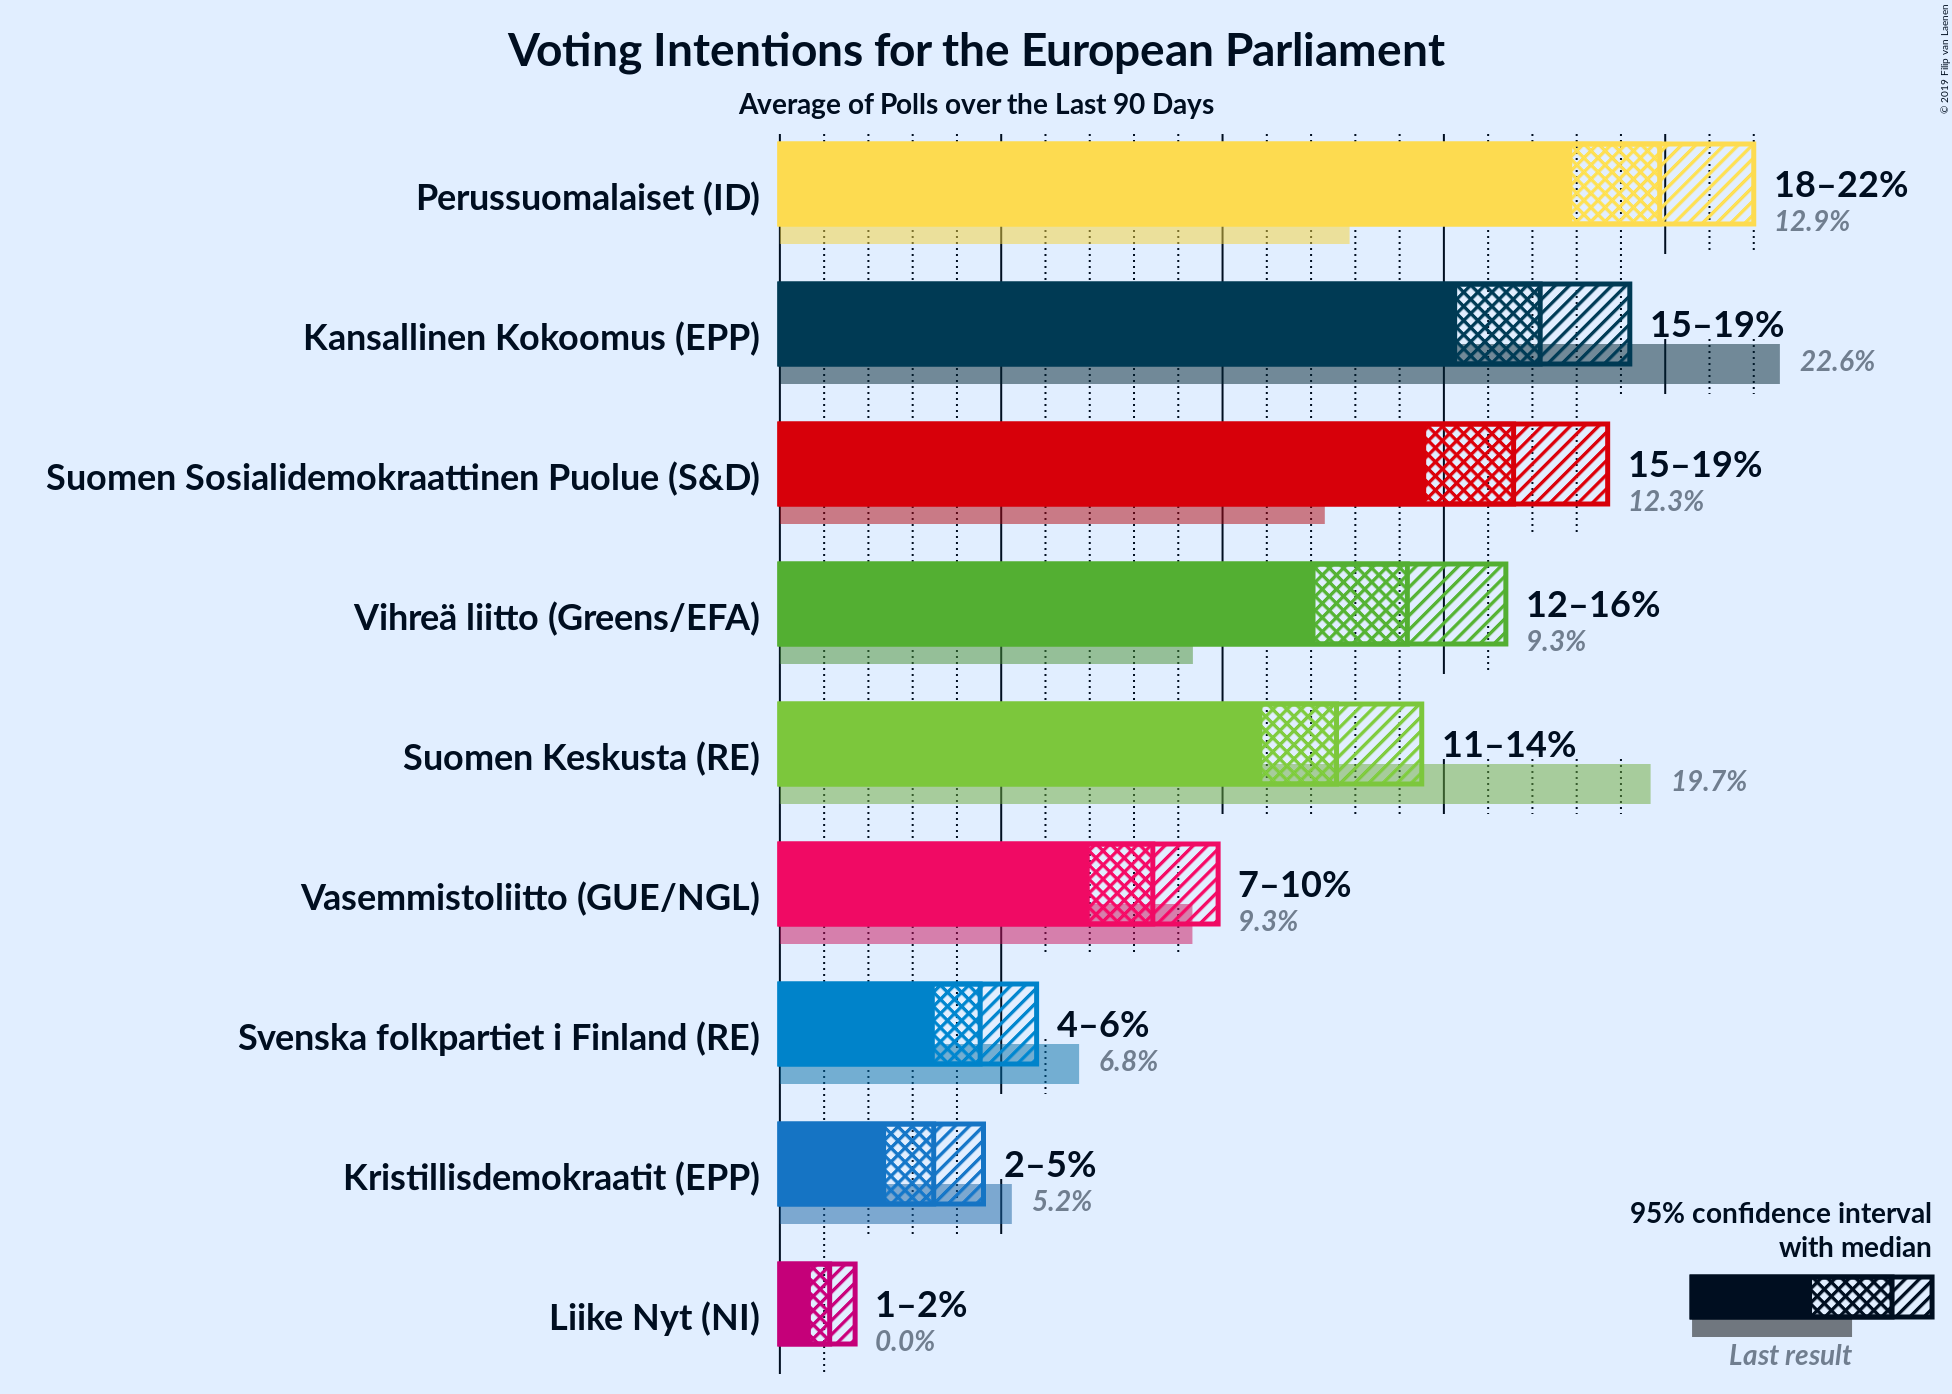 Voting Intentions for the European Parliament
Average of Polls over the Last 90 Days
© 2019 Filip van Laenen
Perussuomalaiset (ID)
18–22%
12.9%
Kansallinen Kokoomus (EPP)
15–19%
22.6%
Suomen Sosialidemokraattinen Puolue (S&D)
15–19%
12.3%
Vihreä liitto (Greens/EFA)
12–16%
9.3%
Suomen Keskusta (RE)
11–14%
19.7%
Vasemmistoliitto (GUE/NGL)
7–10%
9.3%
Svenska folkpartiet i Finland (RE)
4–6%
6.8%
Kristillisdemokraatit (EPP)
2–5%
5.2%
Liike Nyt (NI)
1–2%
0.0%
95% confidence interval
with median
Last result